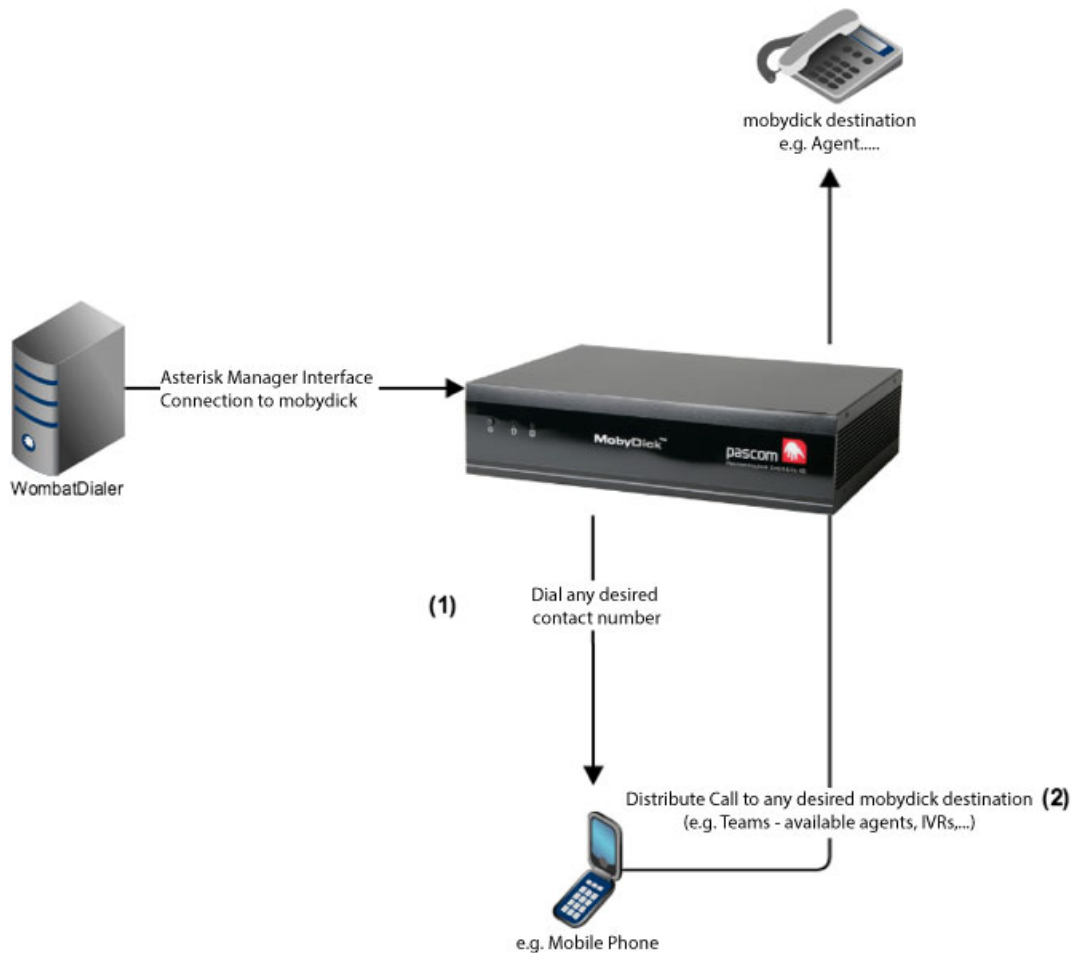 mobydick destination
e.g. Agent.....
Asterisk Manager Interface
Connection to mobydick
WombatDialer
MobyDick™
pascom
(1)
Dial any desired
contact number
Distribute Call to any desired mobydick destination (2)
(e.g. Teams - available agents, IVRs,...)
e.g. Mobile Phone